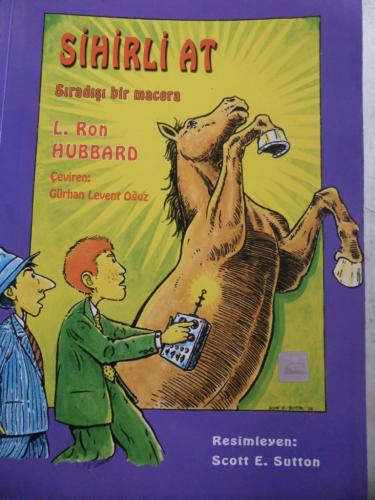 SİHİRLİ AT
Sıradışı bir macera
L. Ron
HUBBARD
Çeviren:
Gürhan Levent Oğuz
Resimleyen:
Scott E. Sutton